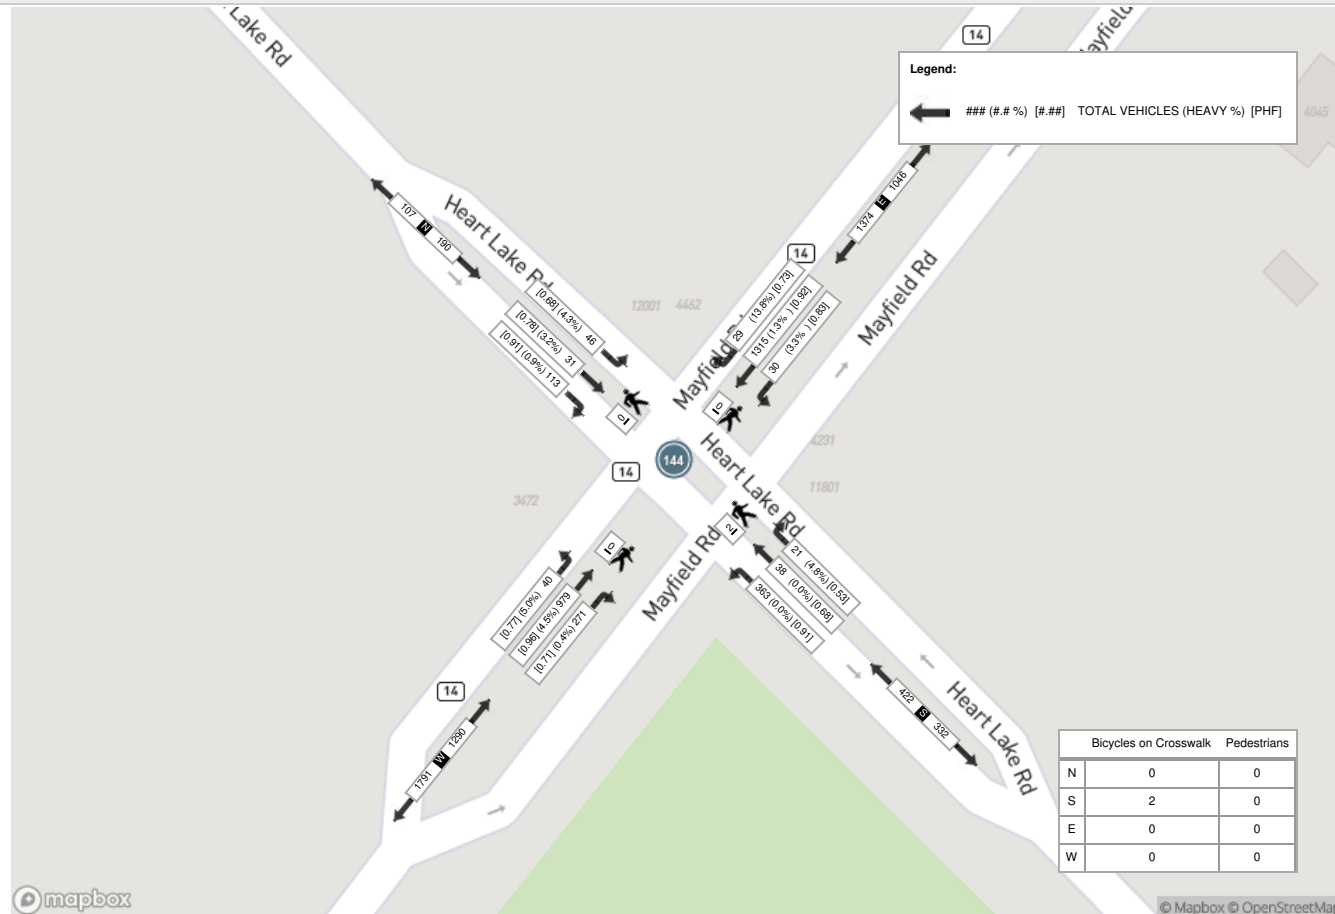 Lake Rd
14
ayfield
Legend:
### (#.# %) [#.##] TOTAL VEHICLES (HEAVY %) [PHF]
4045
107 N 190
Heart Lake Rd
1374 E 1046
14
Mayfield Rd
[0.68] (4.3%) 46
[0.78] (3.2%) 31
[0.91] (0.9%) 113
12001
4462
29 (13.8%) [0.73]
1315 (1.3% ) [0.92]
30 (3.3% ) [0.83]
Mayfield Rd
0
0
144
14
Heart Lake Rd
4231
11801
3472
2
0
Mayfield Rd
[0.77] (5.0%) 40
[0.96] (4.5%) 979
[0.71] (0.4%) 271
21 (4.8%) [0.53]
38 (0.0%) [0.68]
363 (0.0%) [0.91]
14
1791 W 1290
422 S 332
Heart Lake Rd
Bicycles on Crosswalk Pedestrians
N 0 0
S 2 0
E 0 0
W 0 0
mapbox
© Mapbox © OpenStreetMap